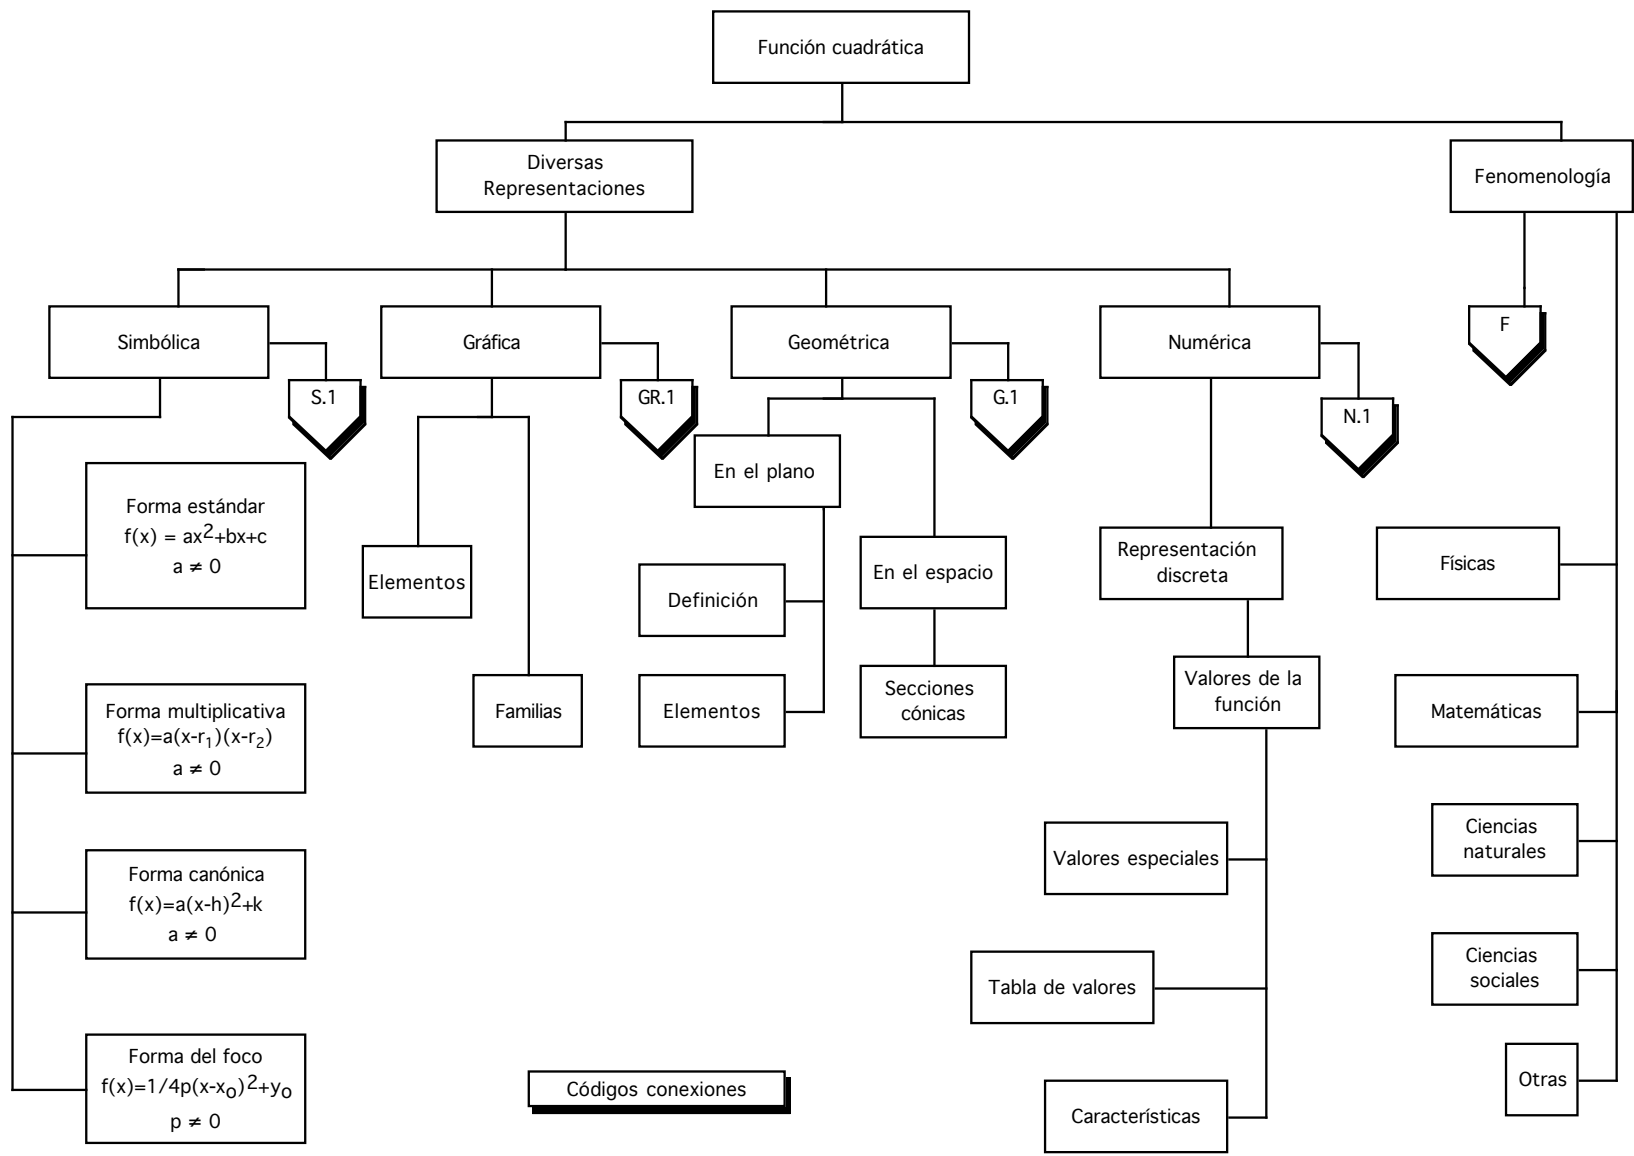 Función cuadrática
Diversas
Representaciones
Fenomenología
Simbólica
Gráfica
Geométrica
Numérica
F
S.1
GR.1
G.1
N.1
En el plano
Forma estándar
f(x) = ax²+bx+c
a ≠ 0
Elementos
Definición
En el espacio
Representación
discreta
Físicas
Forma multiplicativa
f(x)=a(x-r₁)(x-r₂)
a ≠ 0
Familias
Elementos
Secciones
cónicas
Valores de la
función
Matemáticas
Forma canónica
f(x)=a(x-h)²+k
a ≠ 0
Valores especiales
Ciencias
naturales
Tabla de valores
Ciencias
sociales
Forma del foco
f(x)=1/4p(x-x₀)²+y₀
p ≠ 0
Códigos conexiones
Características
Otras